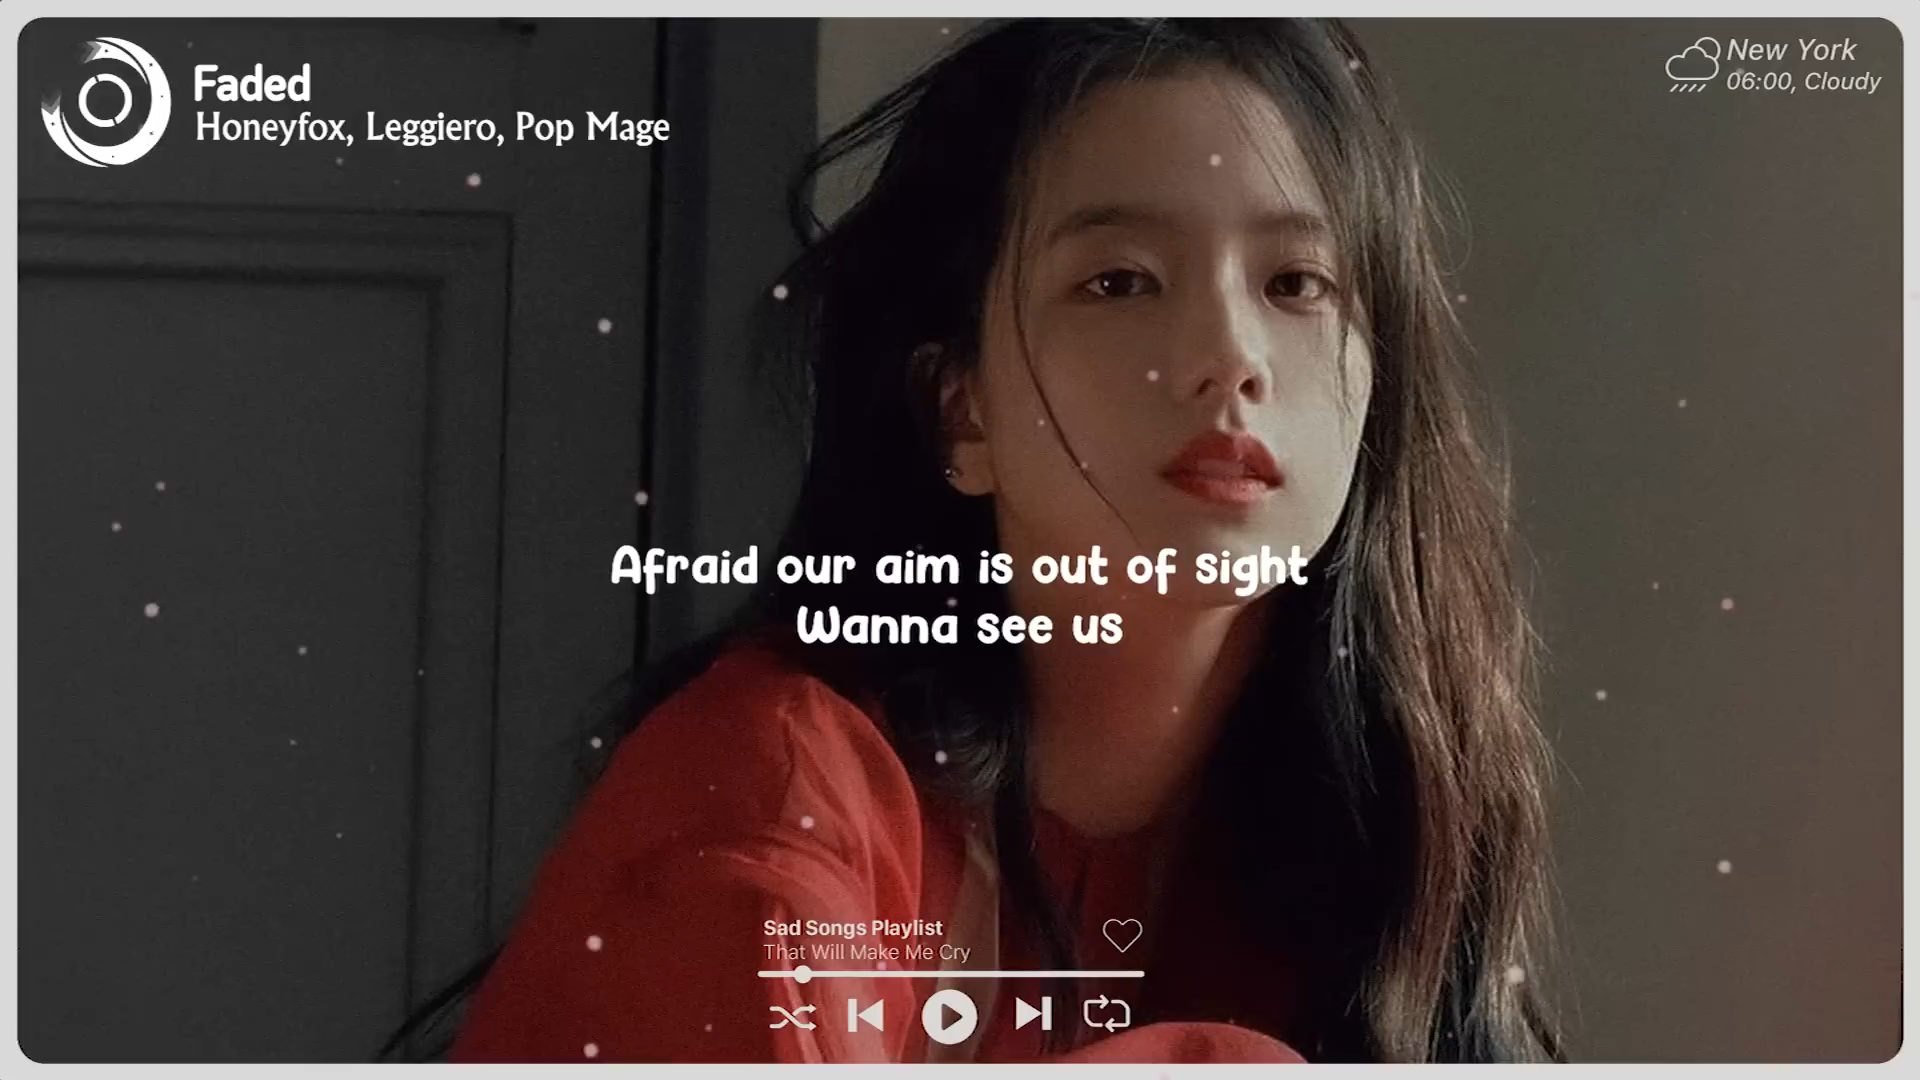 Faded
Honeyfox, Leggiero, Pop Mage
New York
06:00, Cloudy
Afraid our aim is out of sight
Wanna see us
Sad Songs Playlist
That Will Make Me Cry